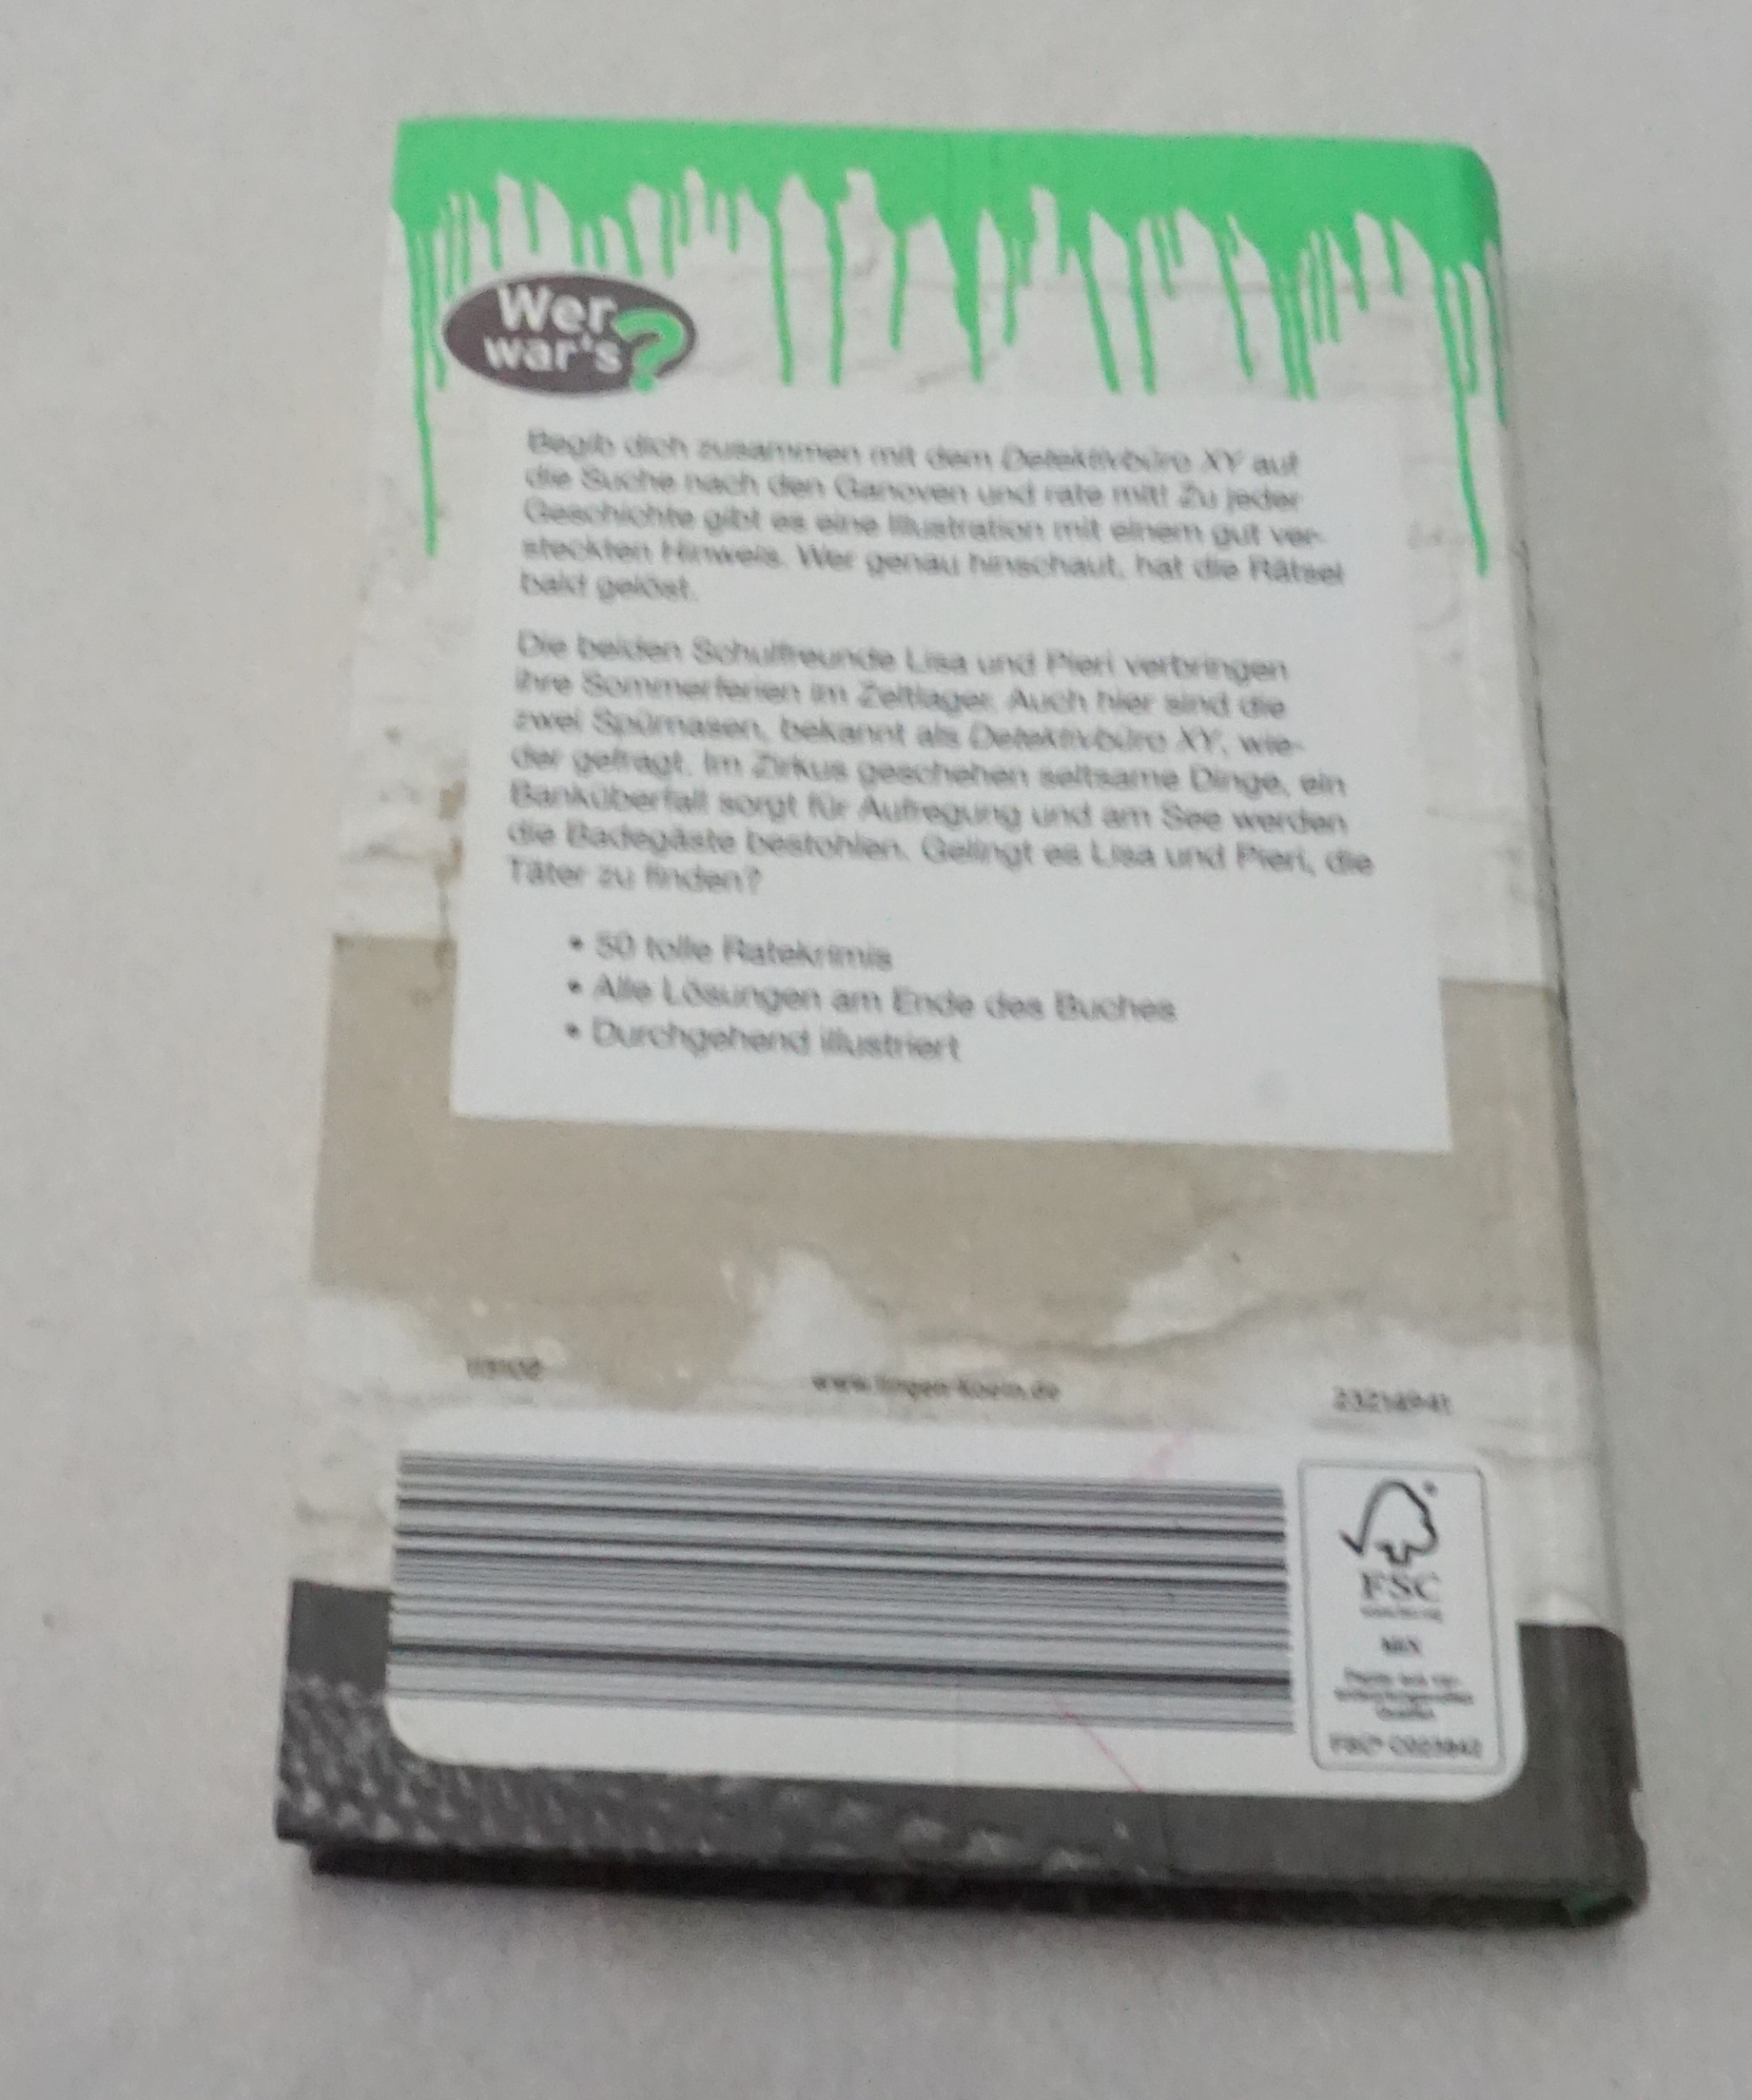 Wer
war's?
Begib dich zusammen mit dem Detektivbüro XY auf
die Suche nach den Ganoven und rate mit! Zu jeder
Geschichte gibt es eine Illustration mit einem gut ver-
steckten Hinweis. Wer genau hinschaut, hat die Rätsel
bald gelöst.
Die beiden Schulfreunde Lisa und Pieri verbringen
ihre Sommerferien im Zeltlager. Auch hier sind die
zwei Spürnasen, bekannt als Detektivbüro XY, wie-
der gefragt. Im Zirkus geschehen seltsame Dinge, ein
Banküberfall sorgt für Aufregung und am See werden
die Badegäste bestohlen. Gelingt es Lisa und Pieri, die
Täter zu finden?
• 50 tolle Ratekrimis
• Alle Lösungen am Ende des Buches
• Durchgehend illustriert
www.lingen-koeln.de
FSC
MIX